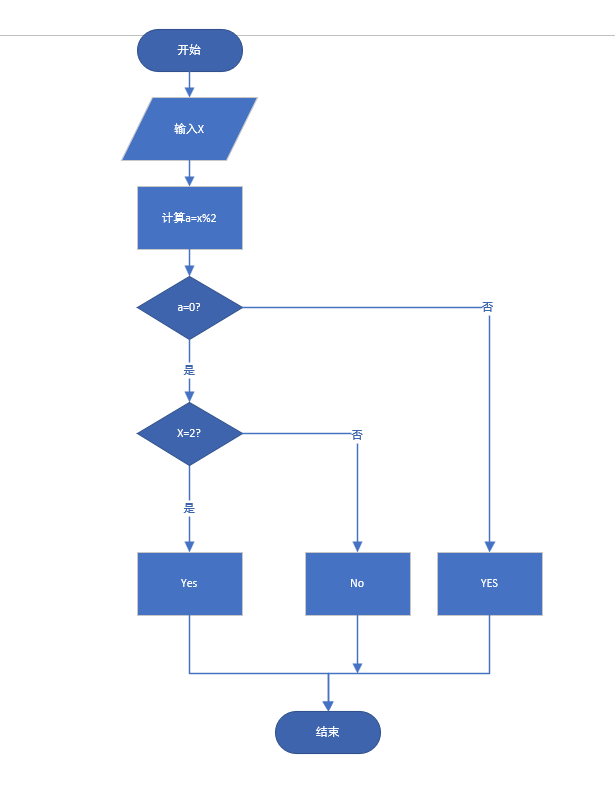 开始
输入X
计算a=x%2
a=0?
否
是
X=2?
否
是
Yes
No
YES
结束